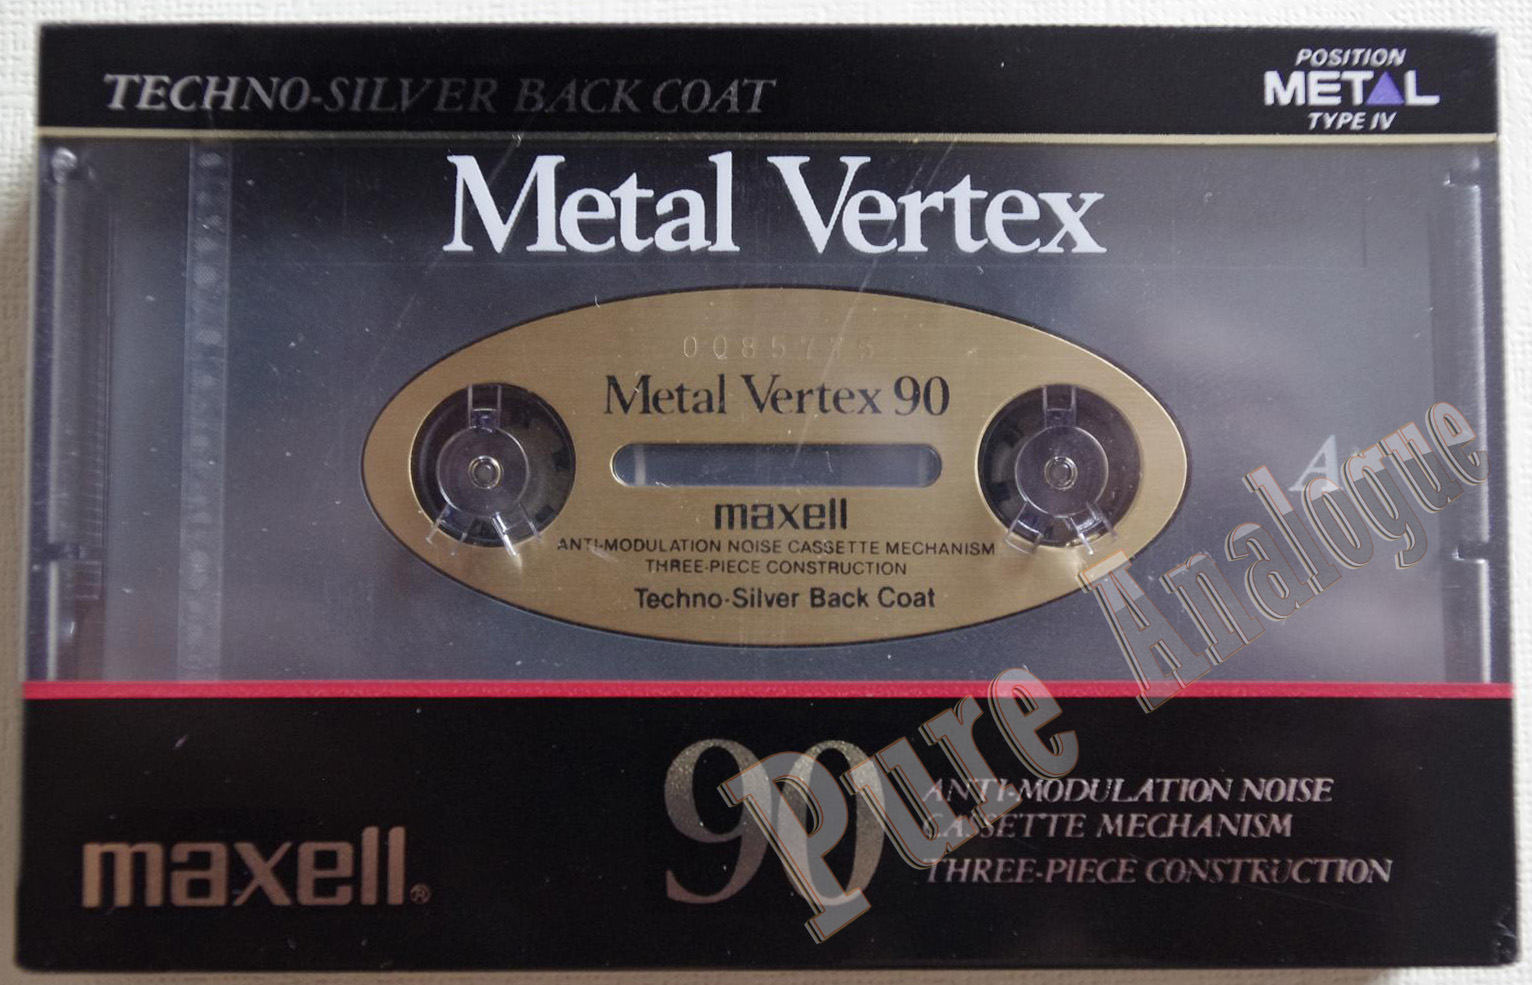 TECHNO-SILVER BACK COAT
POSITION
METAL
TYPE IV
Metal Vertex
Metal Vertex 90
maxell
ANTI-MODULATION NOISE CASSETTE MECHANISM
THREE-PIECE CONSTRUCTION
Techno-Silver Back Coat
A
maxell®
90
ANTI-MODULATION NOISE
CASSETTE MECHANISM
THREE-PIECE CONSTRUCTION
Pure Analogue